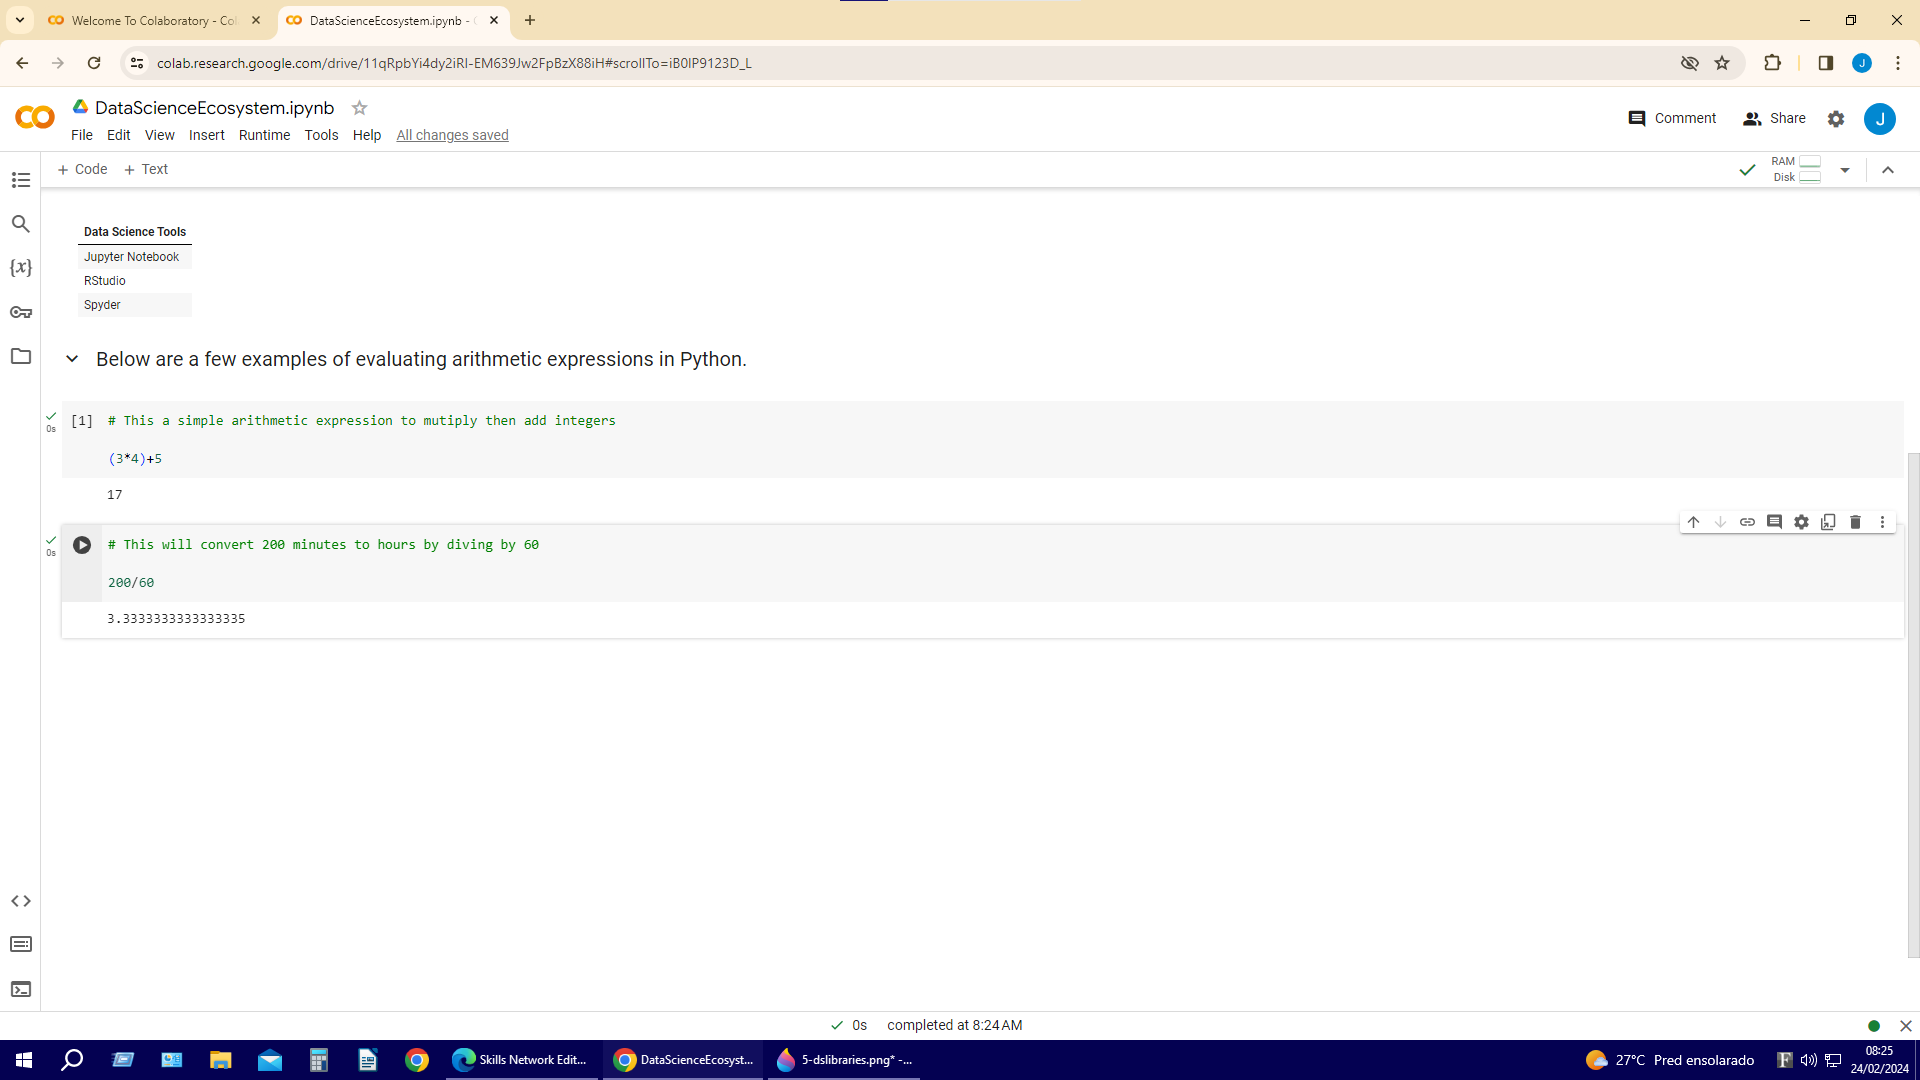 Welcome To Colaboratory - Col
DataScienceEcosystem.ipynb -
colab.research.google.com/drive/11qRpbYi4dy2iRl-EM639Jw2FpBzX88iH#scrollTo=iB0IP9123D_L
J
DataScienceEcosystem.ipynb
Comment
Share
J
File Edit View Insert Runtime Tools Help All changes saved
+ Code + Text
RAM
Disk
{x}
Data Science Tools
Jupyter Notebook
RStudio
Spyder
Below are a few examples of evaluating arithmetic expressions in Python.
0s
[1] # This a simple arithmetic expression to mutiply then add integers
(3*4)+5
17
0s
# This will convert 200 minutes to hours by diving by 60
200/60
3.3333333333333335
0s completed at 8:24 AM
Skills Network Edit...
DataScienceEcosyst...
5-dslibraries.png* -...
27°C Pred ensolarado
F
08:25
24/02/2024